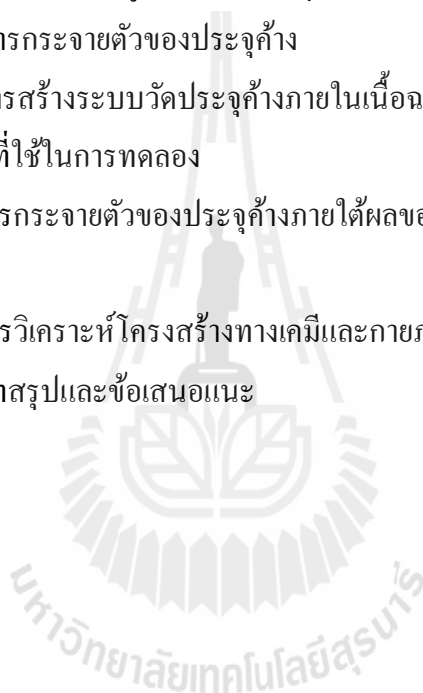 ารกระจายตัวของประจุค้าง
ารสร้างระบบวัดประจุค้างภายในเนื้อฉ
ที่ใช้ในการทดลอง
ารกระจายตัวของประจุค้างภายใต้ผลขอ
ารวิเคราะห์โครงสร้างทางเคมีและกายภ
ทสรุปและข้อเสนอแนะ
มหาวิทยาลัยเทคโนโลยีสุรนารี